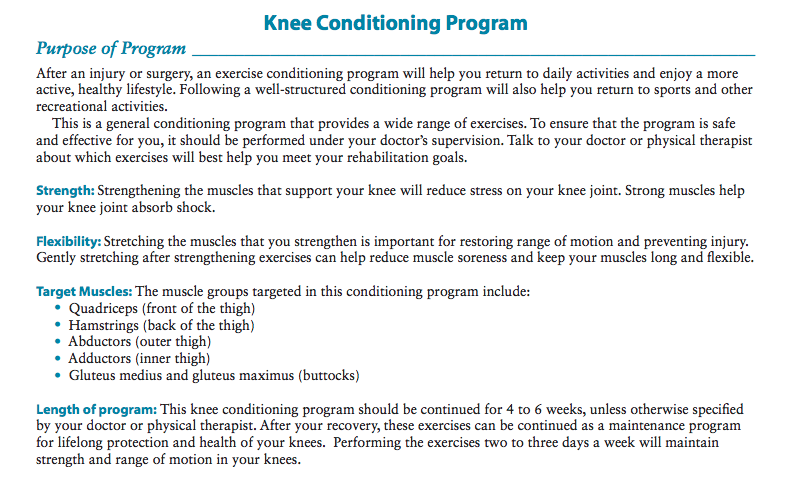 Knee Conditioning Program
Purpose of Program
After an injury or surgery, an exercise conditioning program will help you return to daily activities and enjoy a more
active, healthy lifestyle. Following a well-structured conditioning program will also help you return to sports and other
recreational activities.
This is a general conditioning program that provides a wide range of exercises. To ensure that the program is safe
and effective for you, it should be performed under your doctor's supervision. Talk to your doctor or physical therapist
about which exercises will best help you meet your rehabilitation goals.
Strength: Strengthening the muscles that support your knee will reduce stress on your knee joint. Strong muscles help
your knee joint absorb shock.
Flexibility: Stretching the muscles that you strengthen is important for restoring range of motion and preventing injury.
Gently stretching after strengthening exercises can help reduce muscle soreness and keep your muscles long and flexible.
Target Muscles: The muscle groups targeted in this conditioning program include:
• Quadriceps (front of the thigh)
• Hamstrings (back of the thigh)
• Abductors (outer thigh)
• Adductors (inner thigh)
• Gluteus medius and gluteus maximus (buttocks)
Length of program: This knee conditioning program should be continued for 4 to 6 weeks, unless otherwise specified
by your doctor or physical therapist. After your recovery, these exercises can be continued as a maintenance program
for lifelong protection and health of your knees. Performing the exercises two to three days a week will maintain
strength and range of motion in your knees.